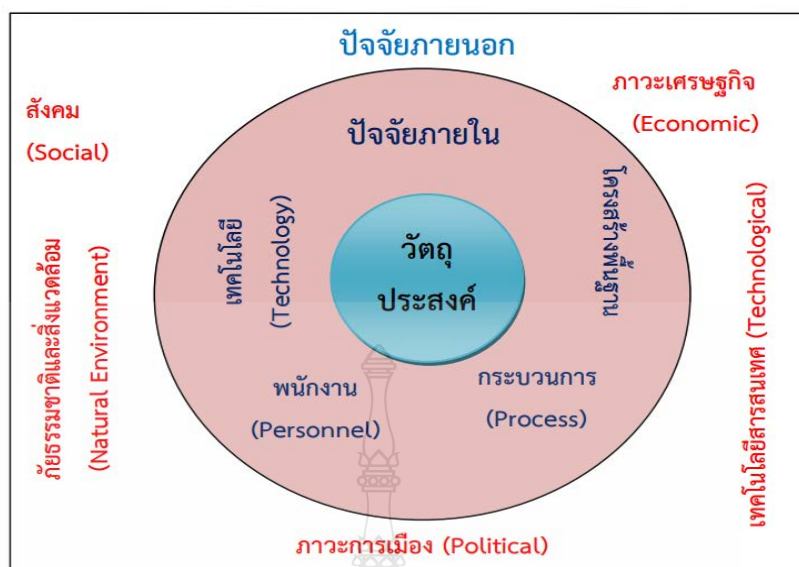 ปัจจัยภายนอก
สังคม
(Social)
ภาวะเศรษฐกิจ
(Economic)
ปัจจัยภายใน
เทคโนโลยี
(Technology)
โครงสร้างพื้นฐาน
วัตถุ
ประสงค์
พนักงาน
(Personnel)
กระบวนการ
(Process)
ภัยธรรมชาติและสิ่งแวดล้อม
(Natural Environment)
เทคโนโลยีสารสนเทศ (Technological)
ภาวะการเมือง (Political)